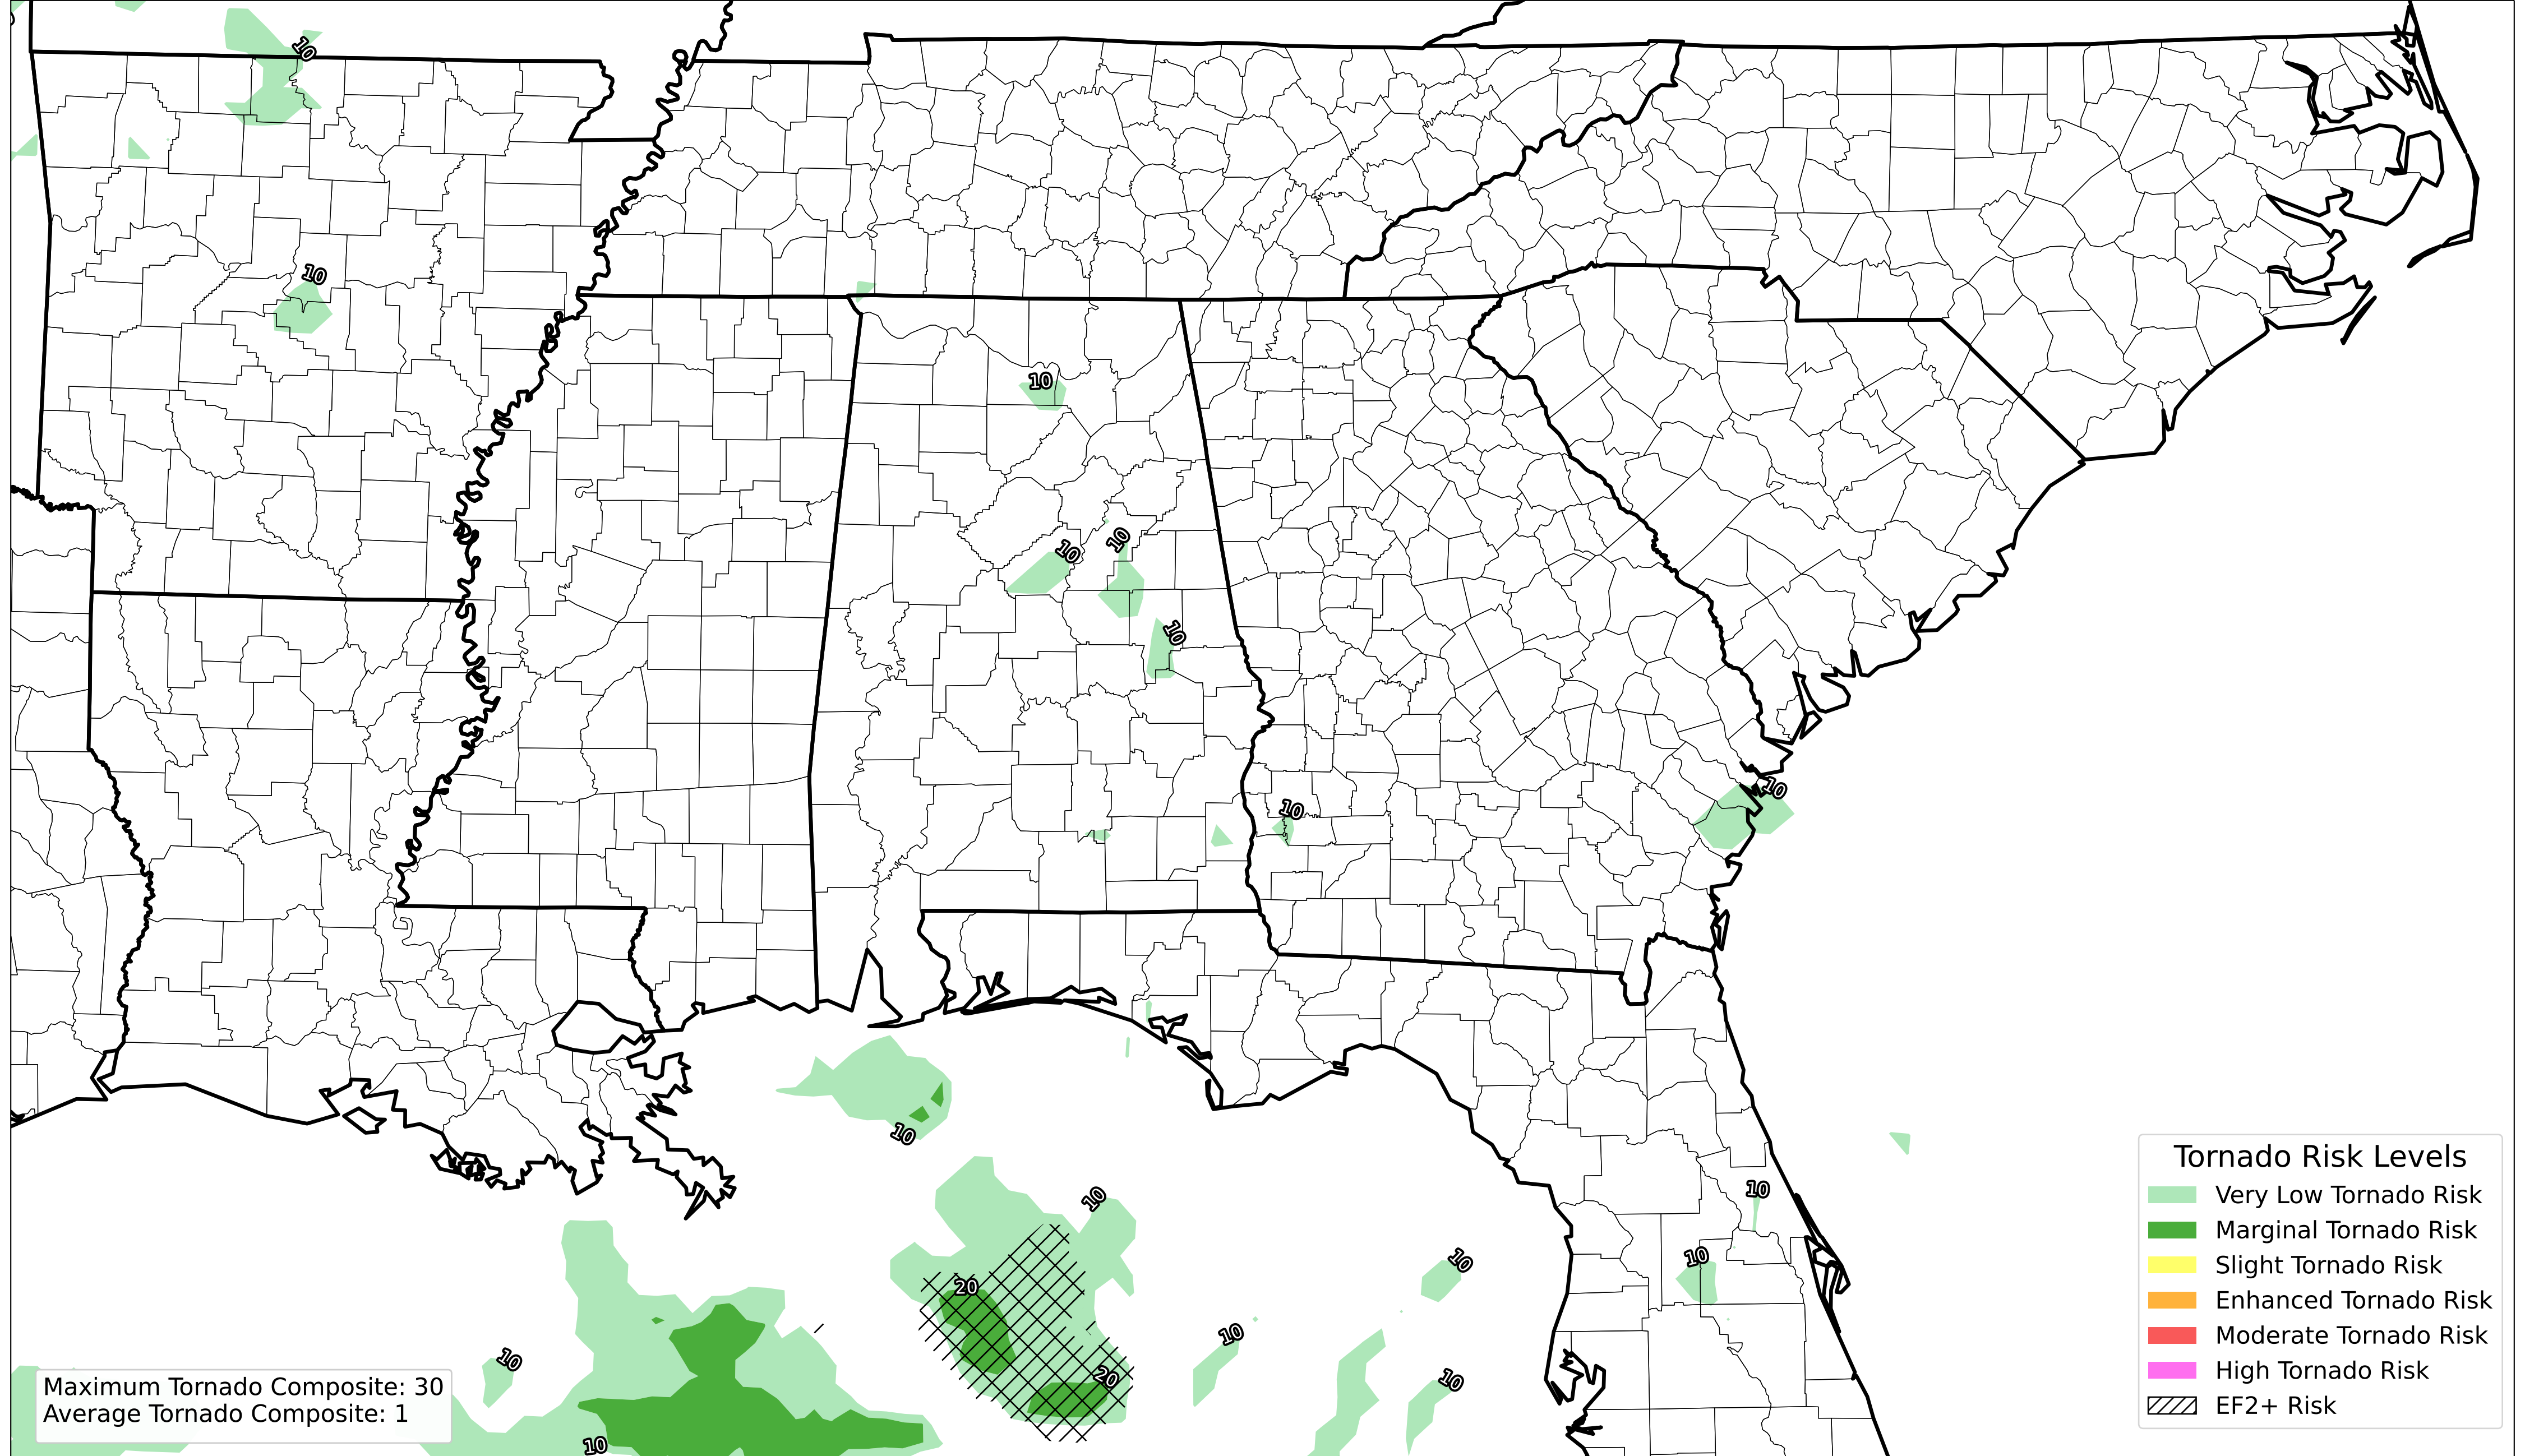 10
10
10
10
10
10
10
10
10
10
10
10
20
10
10
20
10
10
10
Maximum Tornado Composite: 30
Average Tornado Composite: 1
Tornado Risk Levels
Very Low Tornado Risk
Marginal Tornado Risk
Slight Tornado Risk
Enhanced Tornado Risk
Moderate Tornado Risk
High Tornado Risk
EF2+ Risk